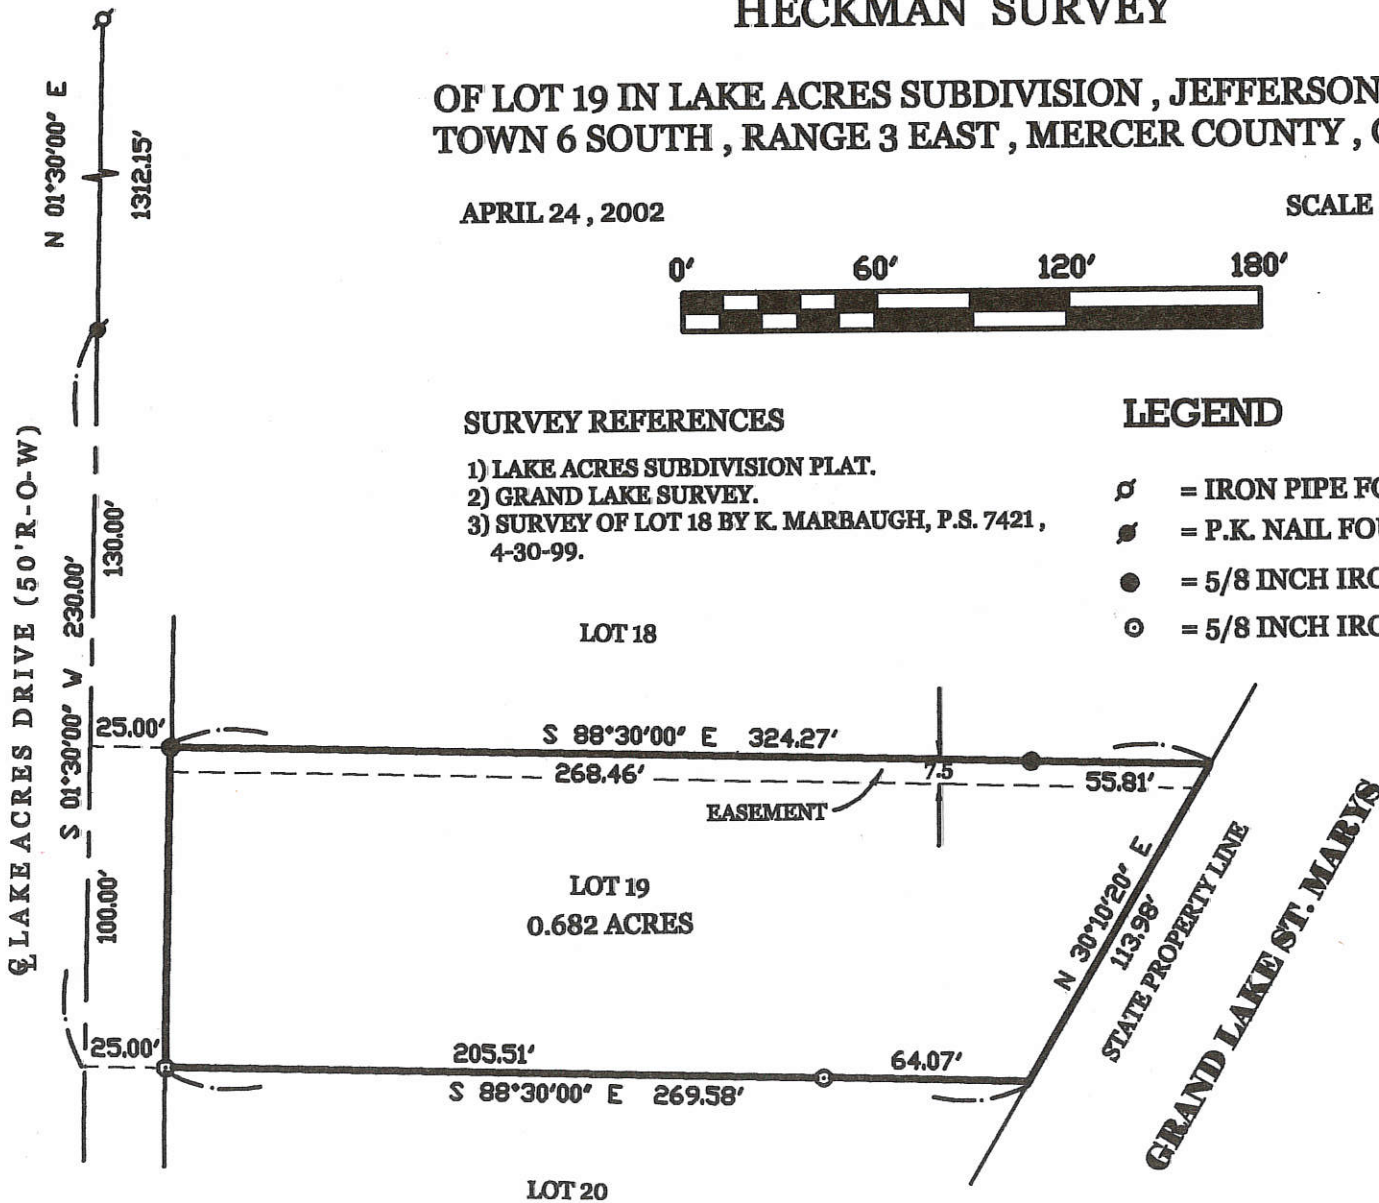 HECKMAN SURVEY
OF LOT 19 IN LAKE ACRES SUBDIVISION , JEFFERSON
TOWN 6 SOUTH , RANGE 3 EAST , MERCER COUNTY ,
APRIL 24 , 2002
SCALE
0' 60' 120' 180'
N 01°30'00" E
1312.15'
SURVEY REFERENCES
1) LAKE ACRES SUBDIVISION PLAT.
2) GRAND LAKE SURVEY.
3) SURVEY OF LOT 18 BY K. MARBAUGH, P.S. 7421 ,
4-30-99.
LEGEND
= IRON PIPE
= P.K. NAIL
= 5/8 INCH
= 5/8 INCH
℄ LAKE ACRES DRIVE (50'R-O-W)
S 01°30'00" W 230.00'
130.00'
100.00'
LOT 18
25.00'
S 88°30'00" E 324.27'
268.46'
7.5
55.81'
EASEMENT
LOT 19
0.682 ACRES
N 30°10'20" E
113.98'
STATE PROPERTY LINE
GRAND LAKE ST. MARYS
25.00'
205.51'
64.07'
S 88°30'00" E 269.58'
LOT 20